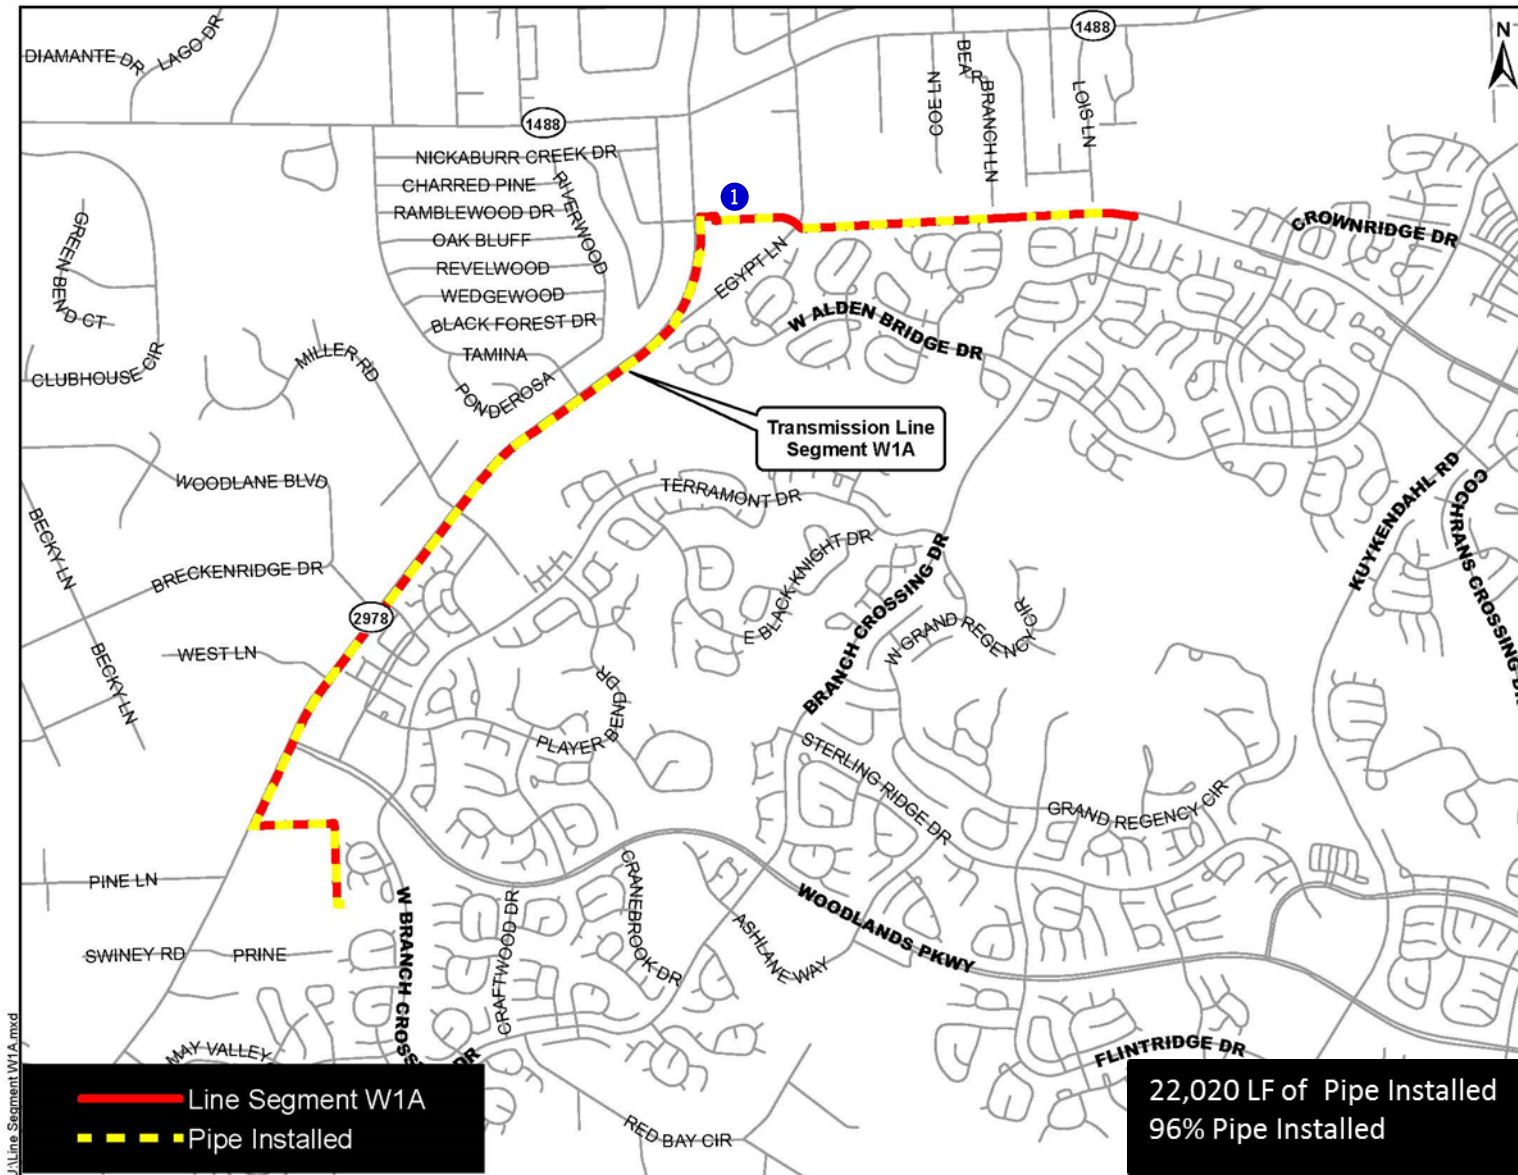 N
1488
DIAMANTE DR
LAGO DR
BEAR BRANCH LN
COE LN
LOIS LN
1488
NICKABURR CREEK DR
CHARRED PINE
RIVERWOOD
RAMBLEWOOD DR
1
GREEN BEND CT
OAK BLUFF
CROWNRIDGE DR
REVELWOOD
EGYPT LN
WEDGEWOOD
BLACK FOREST DR
W ALDEN BRIDGE DR
TAMINA
MILLER RD
CLUBHOUSE CIR
PONDEROSA
Transmission Line
Segment W1A
WOODLANE BLVD
TERRAMONT DR
KUYKENDAHL RD
COCHRANS CROSSING DR
BECKY LN
E BLACK KNIGHT DR
BRANCH CROSSING DR
BRECKENRIDGE DR
2978
W GRAND REGENCY CIR
WEST LN
BECKY LN
PLAYER BEND DR
STERLING RIDGE DR
GRAND REGENCY CIR
PINE LN
W BRANCH CROSSING DR
CRAFTWOOD DR
CRANEBROOK DR
ASHLANE WAY
WOODLANDS PKWY
SWINEY RD
PRINE
MAY VALLEY
FLINTRIDGE DR
RED BAY CIR
J:\Line Segment W1A.mxd
Line Segment W1A
Pipe Installed
22,020 LF of Pipe Installed
96% Pipe Installed